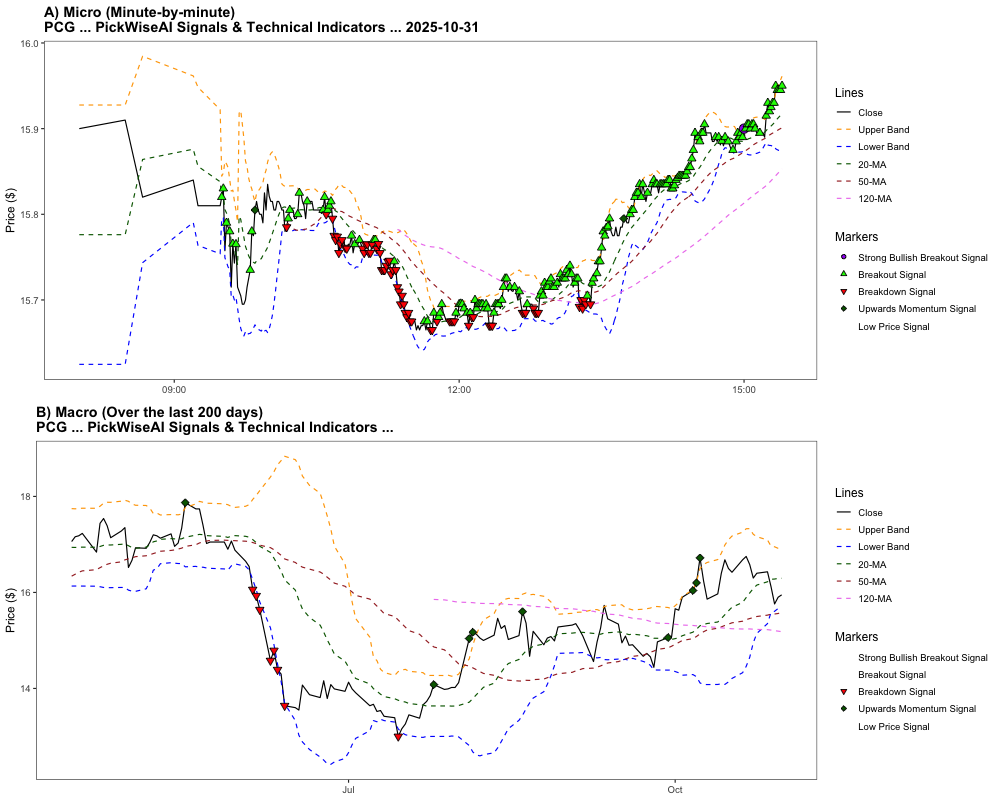 A) Micro (Minute-by-minute)
PCG ... PickWiseAI Signals & Technical Indicators ... 2025-10-31
Price ($)
16.0
15.9
15.8
15.7
09:00
12:00
15:00
Lines
Close
Upper Band
Lower Band
20-MA
50-MA
120-MA
Markers
Strong Bullish Breakout Signal
Breakout Signal
Breakdown Signal
Upwards Momentum Signal
Low Price Signal
B) Macro (Over the last 200 days)
PCG ... PickWiseAI Signals & Technical Indicators ...
Price ($)
18
16
14
Jul
Oct
Lines
Close
Upper Band
Lower Band
20-MA
50-MA
120-MA
Markers
Strong Bullish Breakout Signal
Breakout Signal
Breakdown Signal
Upwards Momentum Signal
Low Price Signal